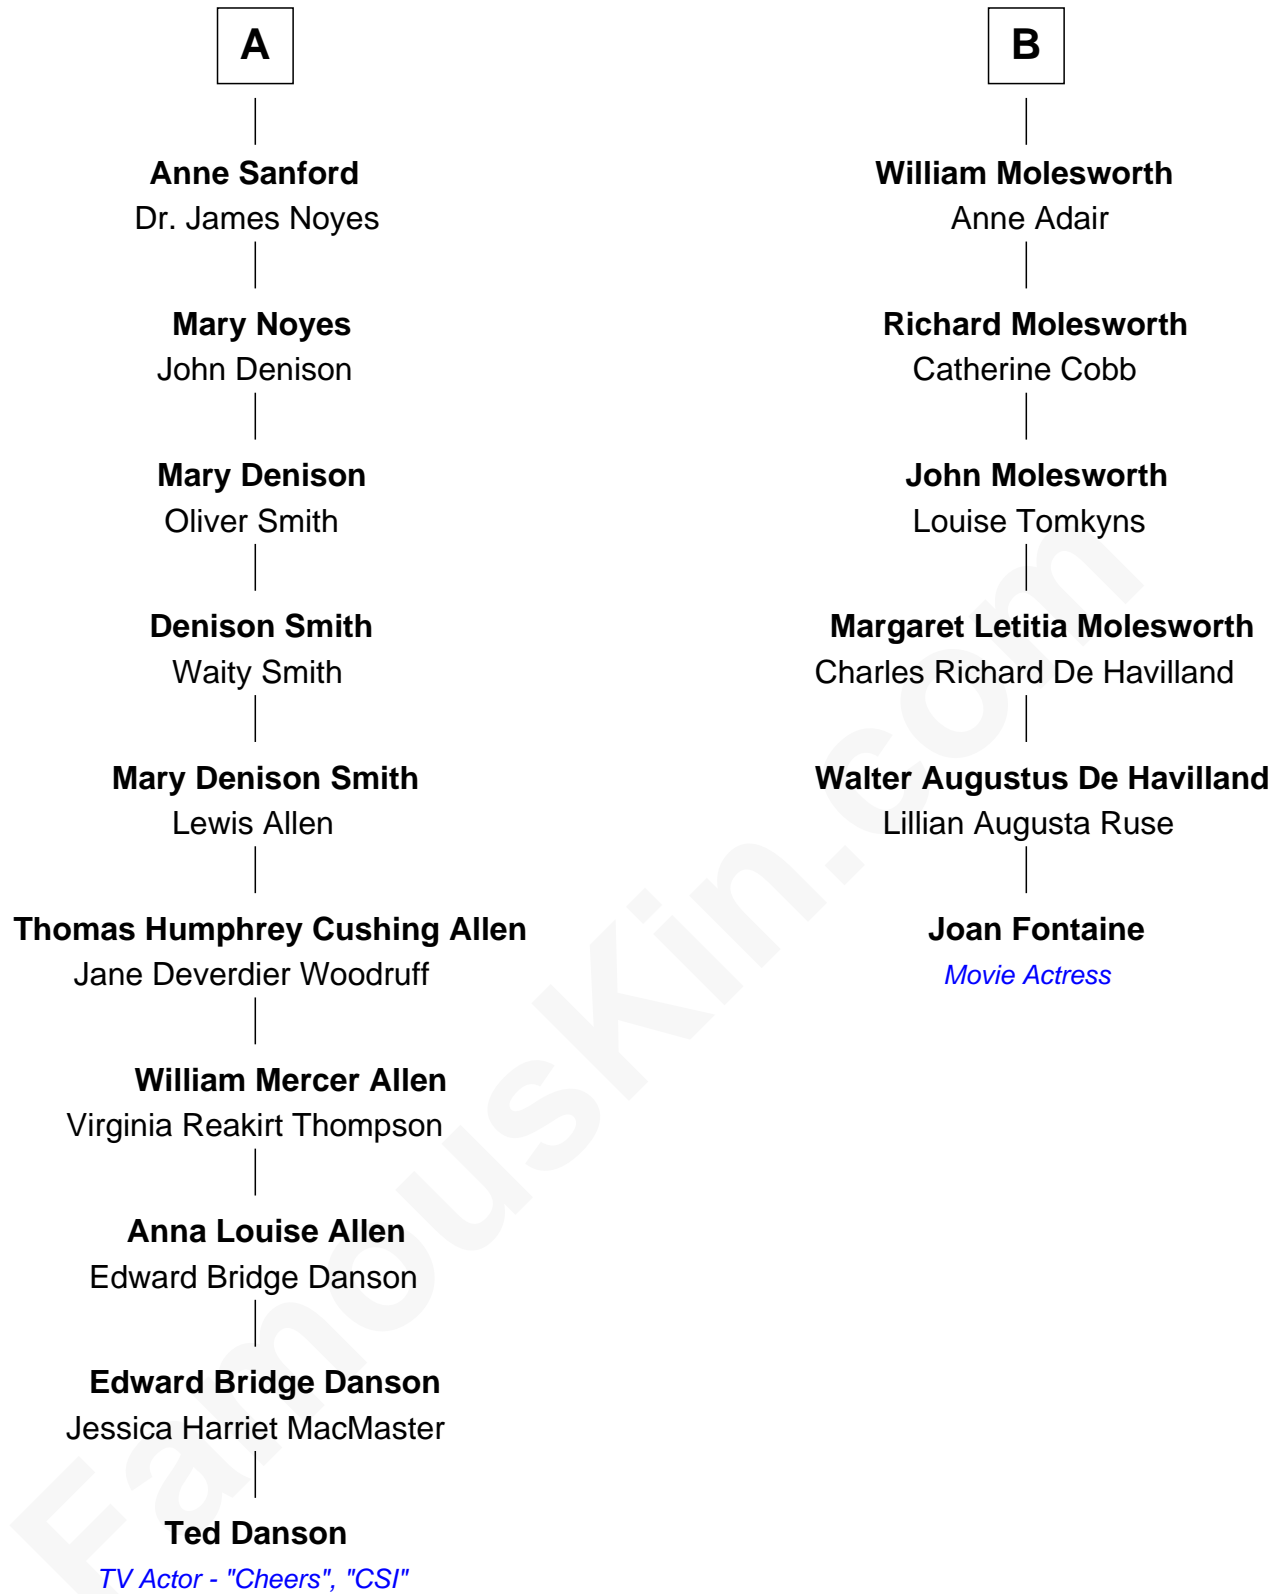 A
Anne Sanford
Dr. James Noyes
Mary Noyes
John Denison
Mary Denison
Oliver Smith
Denison Smith
Waity Smith
Mary Denison Smith
Lewis Allen
Thomas Humphrey Cushing Allen
Jane Deverdier Woodruff
William Mercer Allen
Virginia Reakirt Thompson
Anna Louise Allen
Edward Bridge Danson
Edward Bridge Danson
Jessica Harriet MacMaster
Ted Danson
TV Actor - "Cheers", "CSI"
B
William Molesworth
Anne Adair
Richard Molesworth
Catherine Cobb
John Molesworth
Louise Tomkyns
Margaret Letitia Molesworth
Charles Richard De Havilland
Walter Augustus De Havilland
Lillian Augusta Ruse
Joan Fontaine
Movie Actress
FamousKin.com